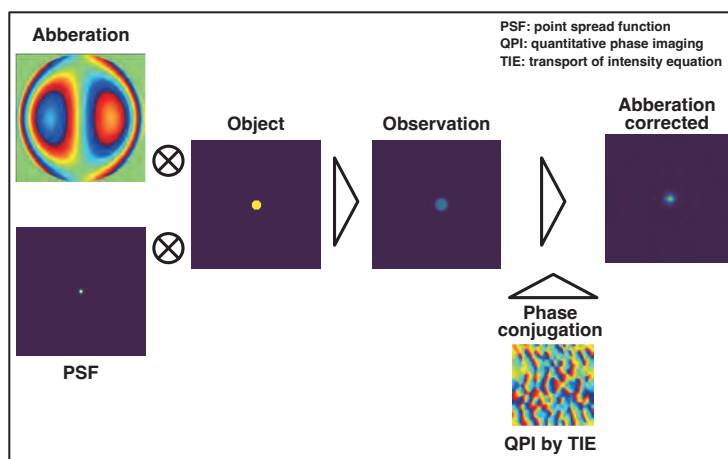 PSF: point spread function
QPI: quantitative phase imaging
TIE: transport of intensity equation
Abberation
Object
Observation
Abberation
corrected
PSF
Phase
conjugation
QPI by TIE